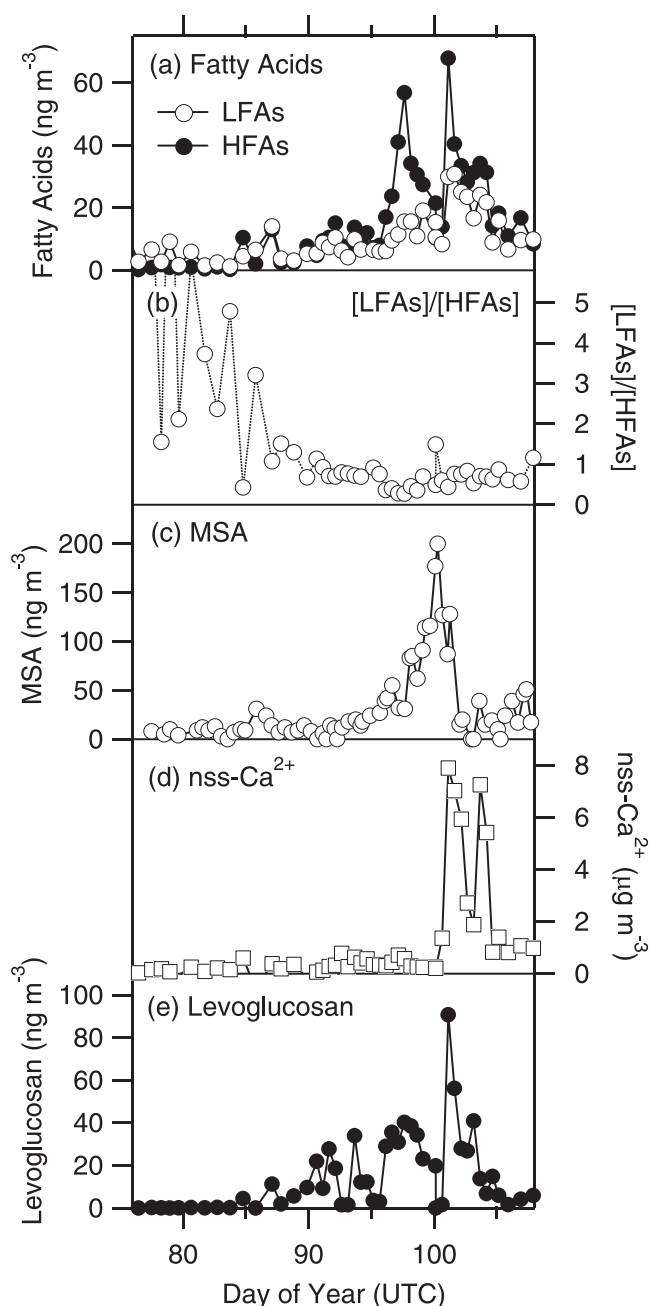 (a) Fatty Acids
LFAs
HFAs
Fatty Acids (ng m⁻³)
60
40
20
0
(b)
[LFAs]/[HFAs]
[LFAs]/[HFAs]
5
4
3
2
1
0
(c) MSA
MSA (ng m⁻³)
200
150
100
50
0
(d) nss-Ca²⁺
nss-Ca²⁺ (μg m⁻³)
8
6
4
2
0
(e) Levoglucosan
Levoglucosan (ng m⁻³)
100
80
60
40
20
0
80 90 100
Day of Year (UTC)